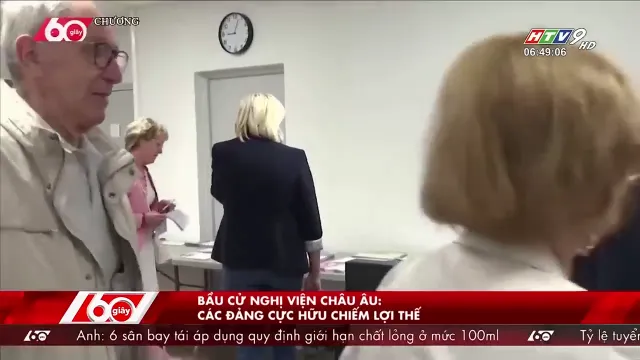 CHƯƠNG
60
giây
HTV9 HD
06:49:06
60
giây
BẦU CỬ NGHỊ VIỆN CHÂU ÂU:
CÁC ĐẢNG CỰC HỮU CHIẾM LỢI THẾ
60 Anh: 6 sân bay tái áp dụng quy định giới hạn chất lỏng ở mức 100ml 60 Tỷ lệ tuyể